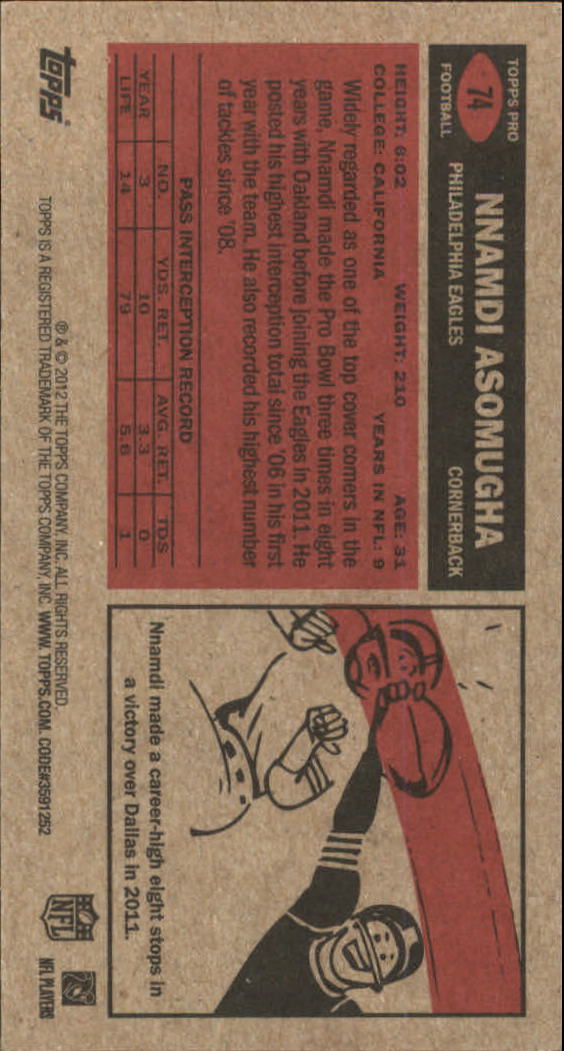 TOPPS PRO
74
FOOTBALL
NNAMDI ASOMUGHA
PHILADELPHIA EAGLES CORNERBACK
HEIGHT: 6:02 WEIGHT: 210 AGE: 31
COLLEGE: CALIFORNIA YEARS IN NFL: 9
Widely regarded as one of the top cover corners in the
game, Nnamdi made the Pro Bowl three times in eight
years with Oakland before joining the Eagles in 2011. He
posted his highest interception total since '06 in his first
year with the team. He also recorded his highest number
of tackles since '08.
PASS INTERCEPTION RECORD
YEAR NO. YDS. RET. AVG. RET. TDS
3 10 3.3 0
LIFE 14 79 5.6 1
Nnamdi made a career-high eight stops in
a victory over Dallas in 2011.
topps
® & © 2012 THE TOPPS COMPANY, INC. ALL RIGHTS RESERVED.
TOPPS IS A REGISTERED TRADEMARK OF THE TOPPS COMPANY, INC. WWW.TOPPS.COM. CODE#3591252
NFL
NFL PLAYERS